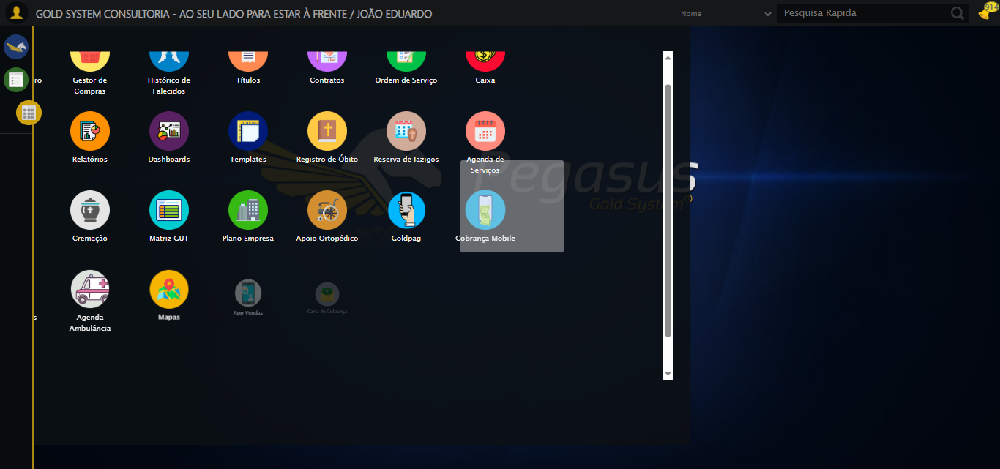 GOLD SYSTEM CONSULTORIA - AO SEU LADO PARA ESTAR À FRENTE / JOÃO EDUARDO
Nome
Pesquisa Rapida
914
ro
Gestor de
Compras
Histórico de
Falecidos
Títulos
Contratos
Ordem de Serviço
Caixa
Relatórios
Dashboards
Templates
Registro de Óbito
Reserva de Jazigos
Agenda de
Serviços
Pegasus
Gold System®
Cremação
Matriz GUT
Plano Empresa
Apoio Ortopédico
Goldpag
Cobrança Mobile
s
Agenda
Ambulância
Mapas
App Vendas
Carta de Cobrança